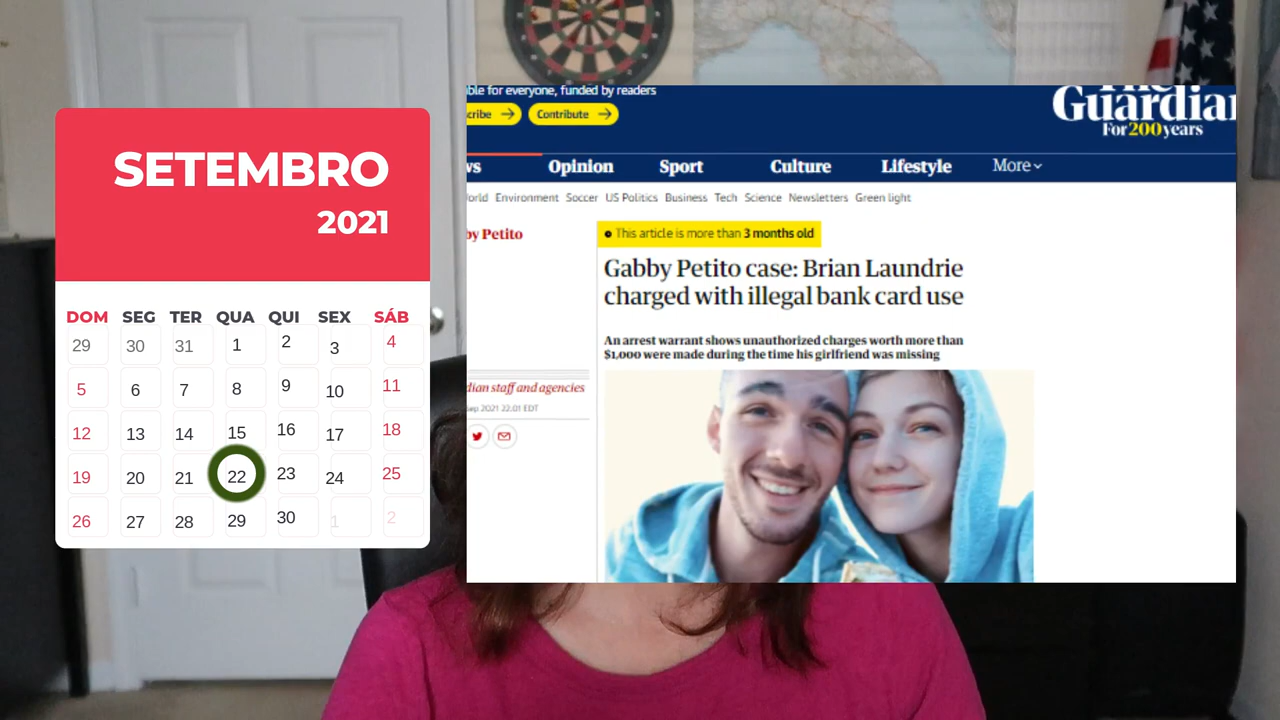 SETEMBRO
2021
DOM SEG TER QUA QUI SEX SÁB
29 30 31 1 2 3 4
5 6 7 8 9 10 11
12 13 14 15 16 17 18
19 20 21 22 23 24 25
26 27 28 29 30 1 2
for everyone, funded by readers
Contribute
The
Guardian
For 200 years
Opinion Sport Culture Lifestyle More
Environment Soccer US Politics Business Tech Science Newsletters Green light
by Petito
This article is more than 3 months old
Gabby Petito case: Brian Laundrie
charged with illegal bank card use
An arrest warrant shows unauthorized charges worth more than
$1,000 were made during the time his girlfriend was missing
dian staff and agencies
2021 22.01 EDT